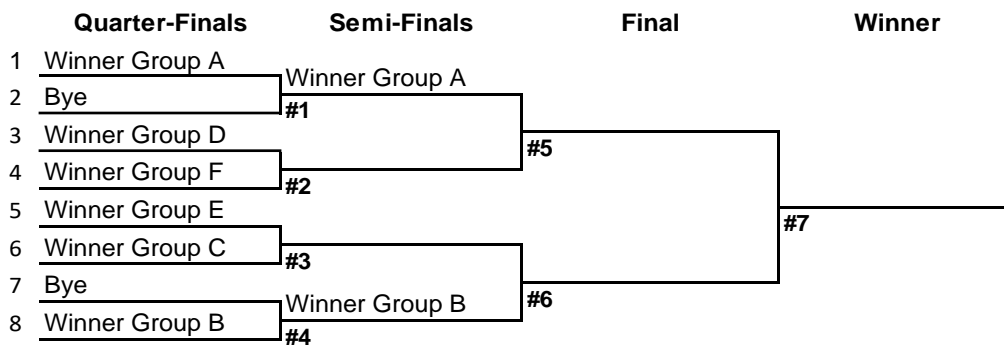 Quarter-Finals Semi-Finals Final Winner
1 Winner Group A
Winner Group A
2 Bye
#1
3 Winner Group D
#5
4 Winner Group F
#2
5 Winner Group E
#7
6 Winner Group C
#3
7 Bye
Winner Group B
#6
8 Winner Group B
#4